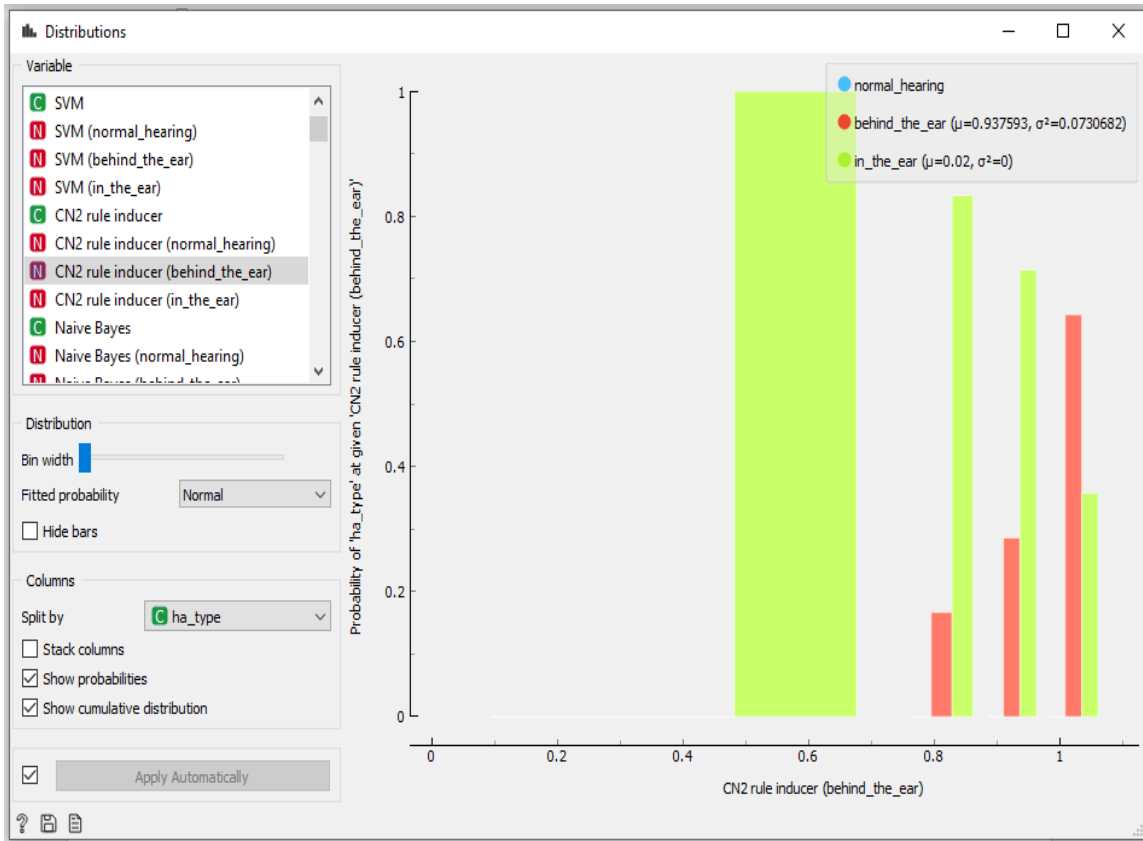 Distributions
Variable
C SVM
N SVM (normal_hearing)
N SVM (behind_the_ear)
N SVM (in_the_ear)
C CN2 rule inducer
N CN2 rule inducer (normal_hearing)
N CN2 rule inducer (behind_the_ear)
N CN2 rule inducer (in_the_ear)
C Naive Bayes
N Naive Bayes (normal_hearing)
N Naive Bayes (behind_the_ear)
Distribution
Bin width
Fitted probability Normal
Hide bars
Columns
Split by C ha_type
Stack columns
Show probabilities
Show cumulative distribution
Apply Automatically
?
Probability of 'ha_type' at given 'CN2 rule inducer (behind_the_ear)'
1
0.8
0.6
0.4
0.2
0
0 0.2 0.4 0.6 0.8 1
CN2 rule inducer (behind_the_ear)
normal_hearing
behind_the_ear (μ=0.937593, σ²=0.0730682)
in_the_ear (μ=0.02, σ²=0)